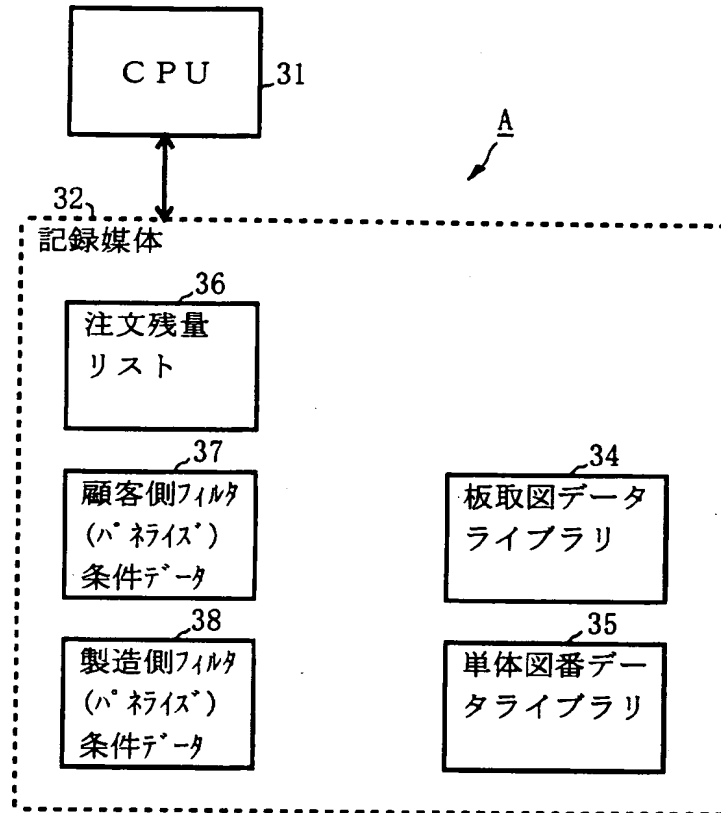 CPU
31
A
32
記録媒体
36
注文残量
リスト
37
顧客側フィルタ
(パネライズ)
条件データ
34
板取図データ
ライブラリ
38
製造側フィルタ
(パネライズ)
条件データ
35
単体図番デー
タライブラリ